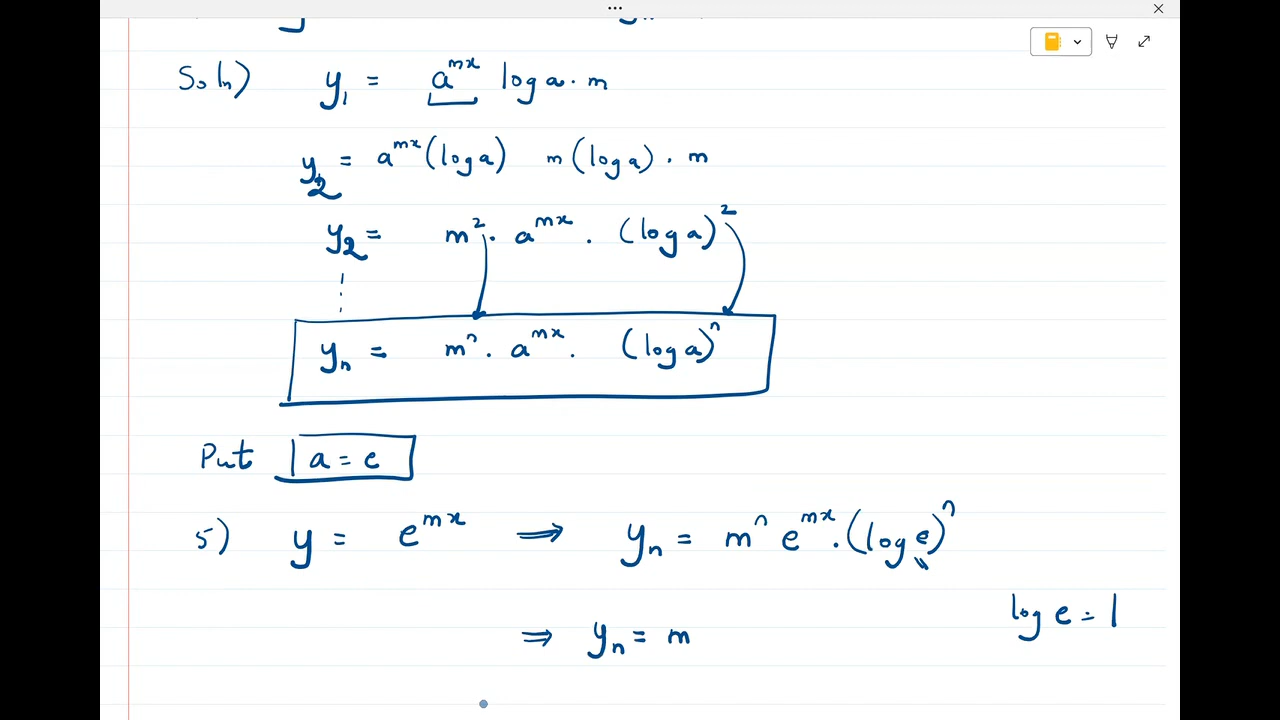 Soln) y₁ = a^{mx} log a · m
y₂ = a^{mx} (log a) m (log a) · m
y₂ = m² · a^{mx} · (log a)²
yₙ = mⁿ · a^{mx} · (log a)ⁿ
Put a = e
5) y = e^{mx} ⟹ yₙ = mⁿ e^{mx} · (log e)ⁿ
log e = 1
⟹ yₙ = m